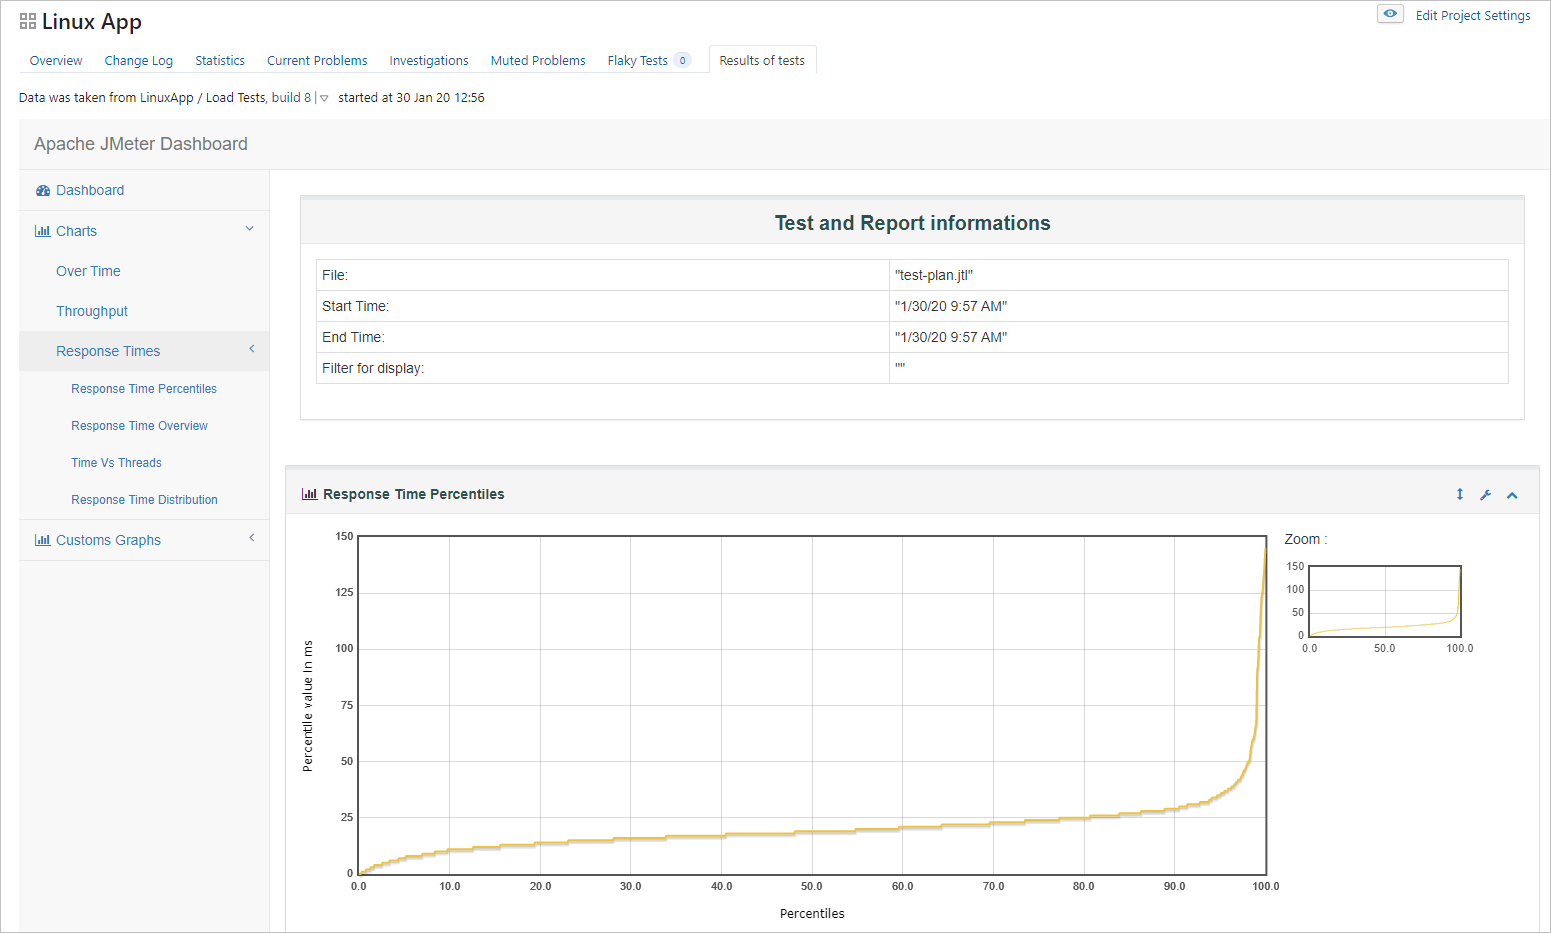 Linux App
Edit Project Settings
Overview Change Log Statistics Current Problems Investigations Muted Problems Flaky Tests 0 Results of tests
Data was taken from LinuxApp / Load Tests, build 8 | started at 30 Jan 20 12:56
Apache JMeter Dashboard
Dashboard
Charts
Over Time
Throughput
Response Times
Response Time Percentiles
Response Time Overview
Time Vs Threads
Response Time Distribution
Customs Graphs
Test and Report informations
File: "test-plan.jtl"
Start Time: "1/30/20 9:57 AM"
End Time: "1/30/20 9:57 AM"
Filter for display: ""
Response Time Percentiles
Percentile value in ms
150
125
100
75
50
25
0
0.0 10.0 20.0 30.0 40.0 50.0 60.0 70.0 80.0 90.0 100.0
Percentiles
Zoom :
150
100
50
0
0.0 50.0 100.0